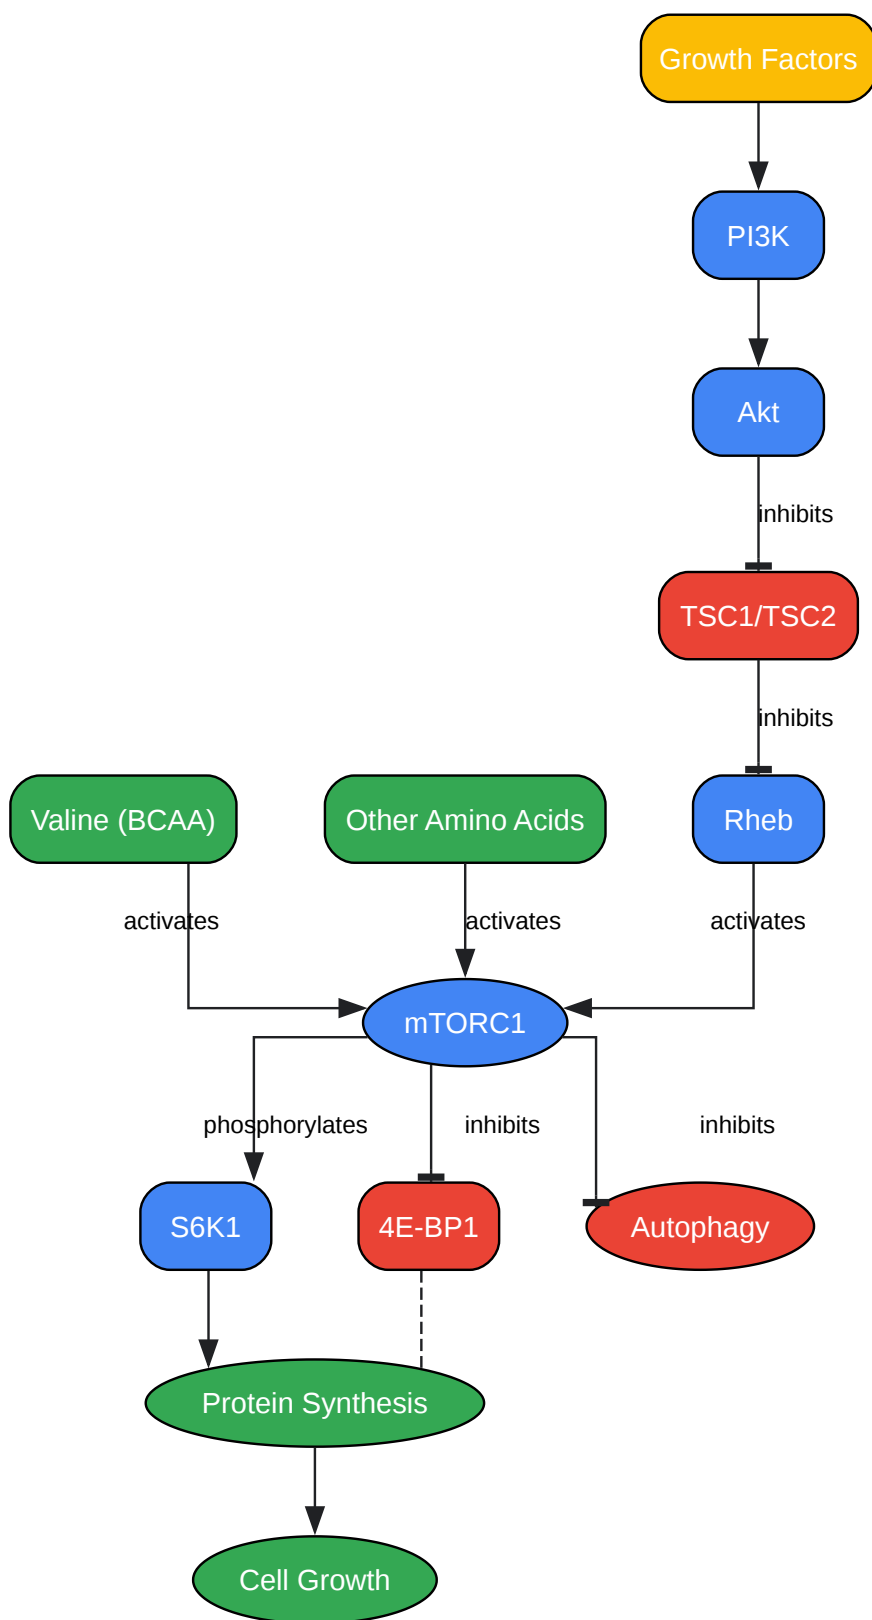 Growth Factors
PI3K
Akt
inhibits
TSC1/TSC2
inhibits
Valine (BCAA)
Other Amino Acids
Rheb
activates
activates
activates
mTORC1
phosphorylates
inhibits
inhibits
S6K1
4E-BP1
Autophagy
Protein Synthesis
Cell Growth